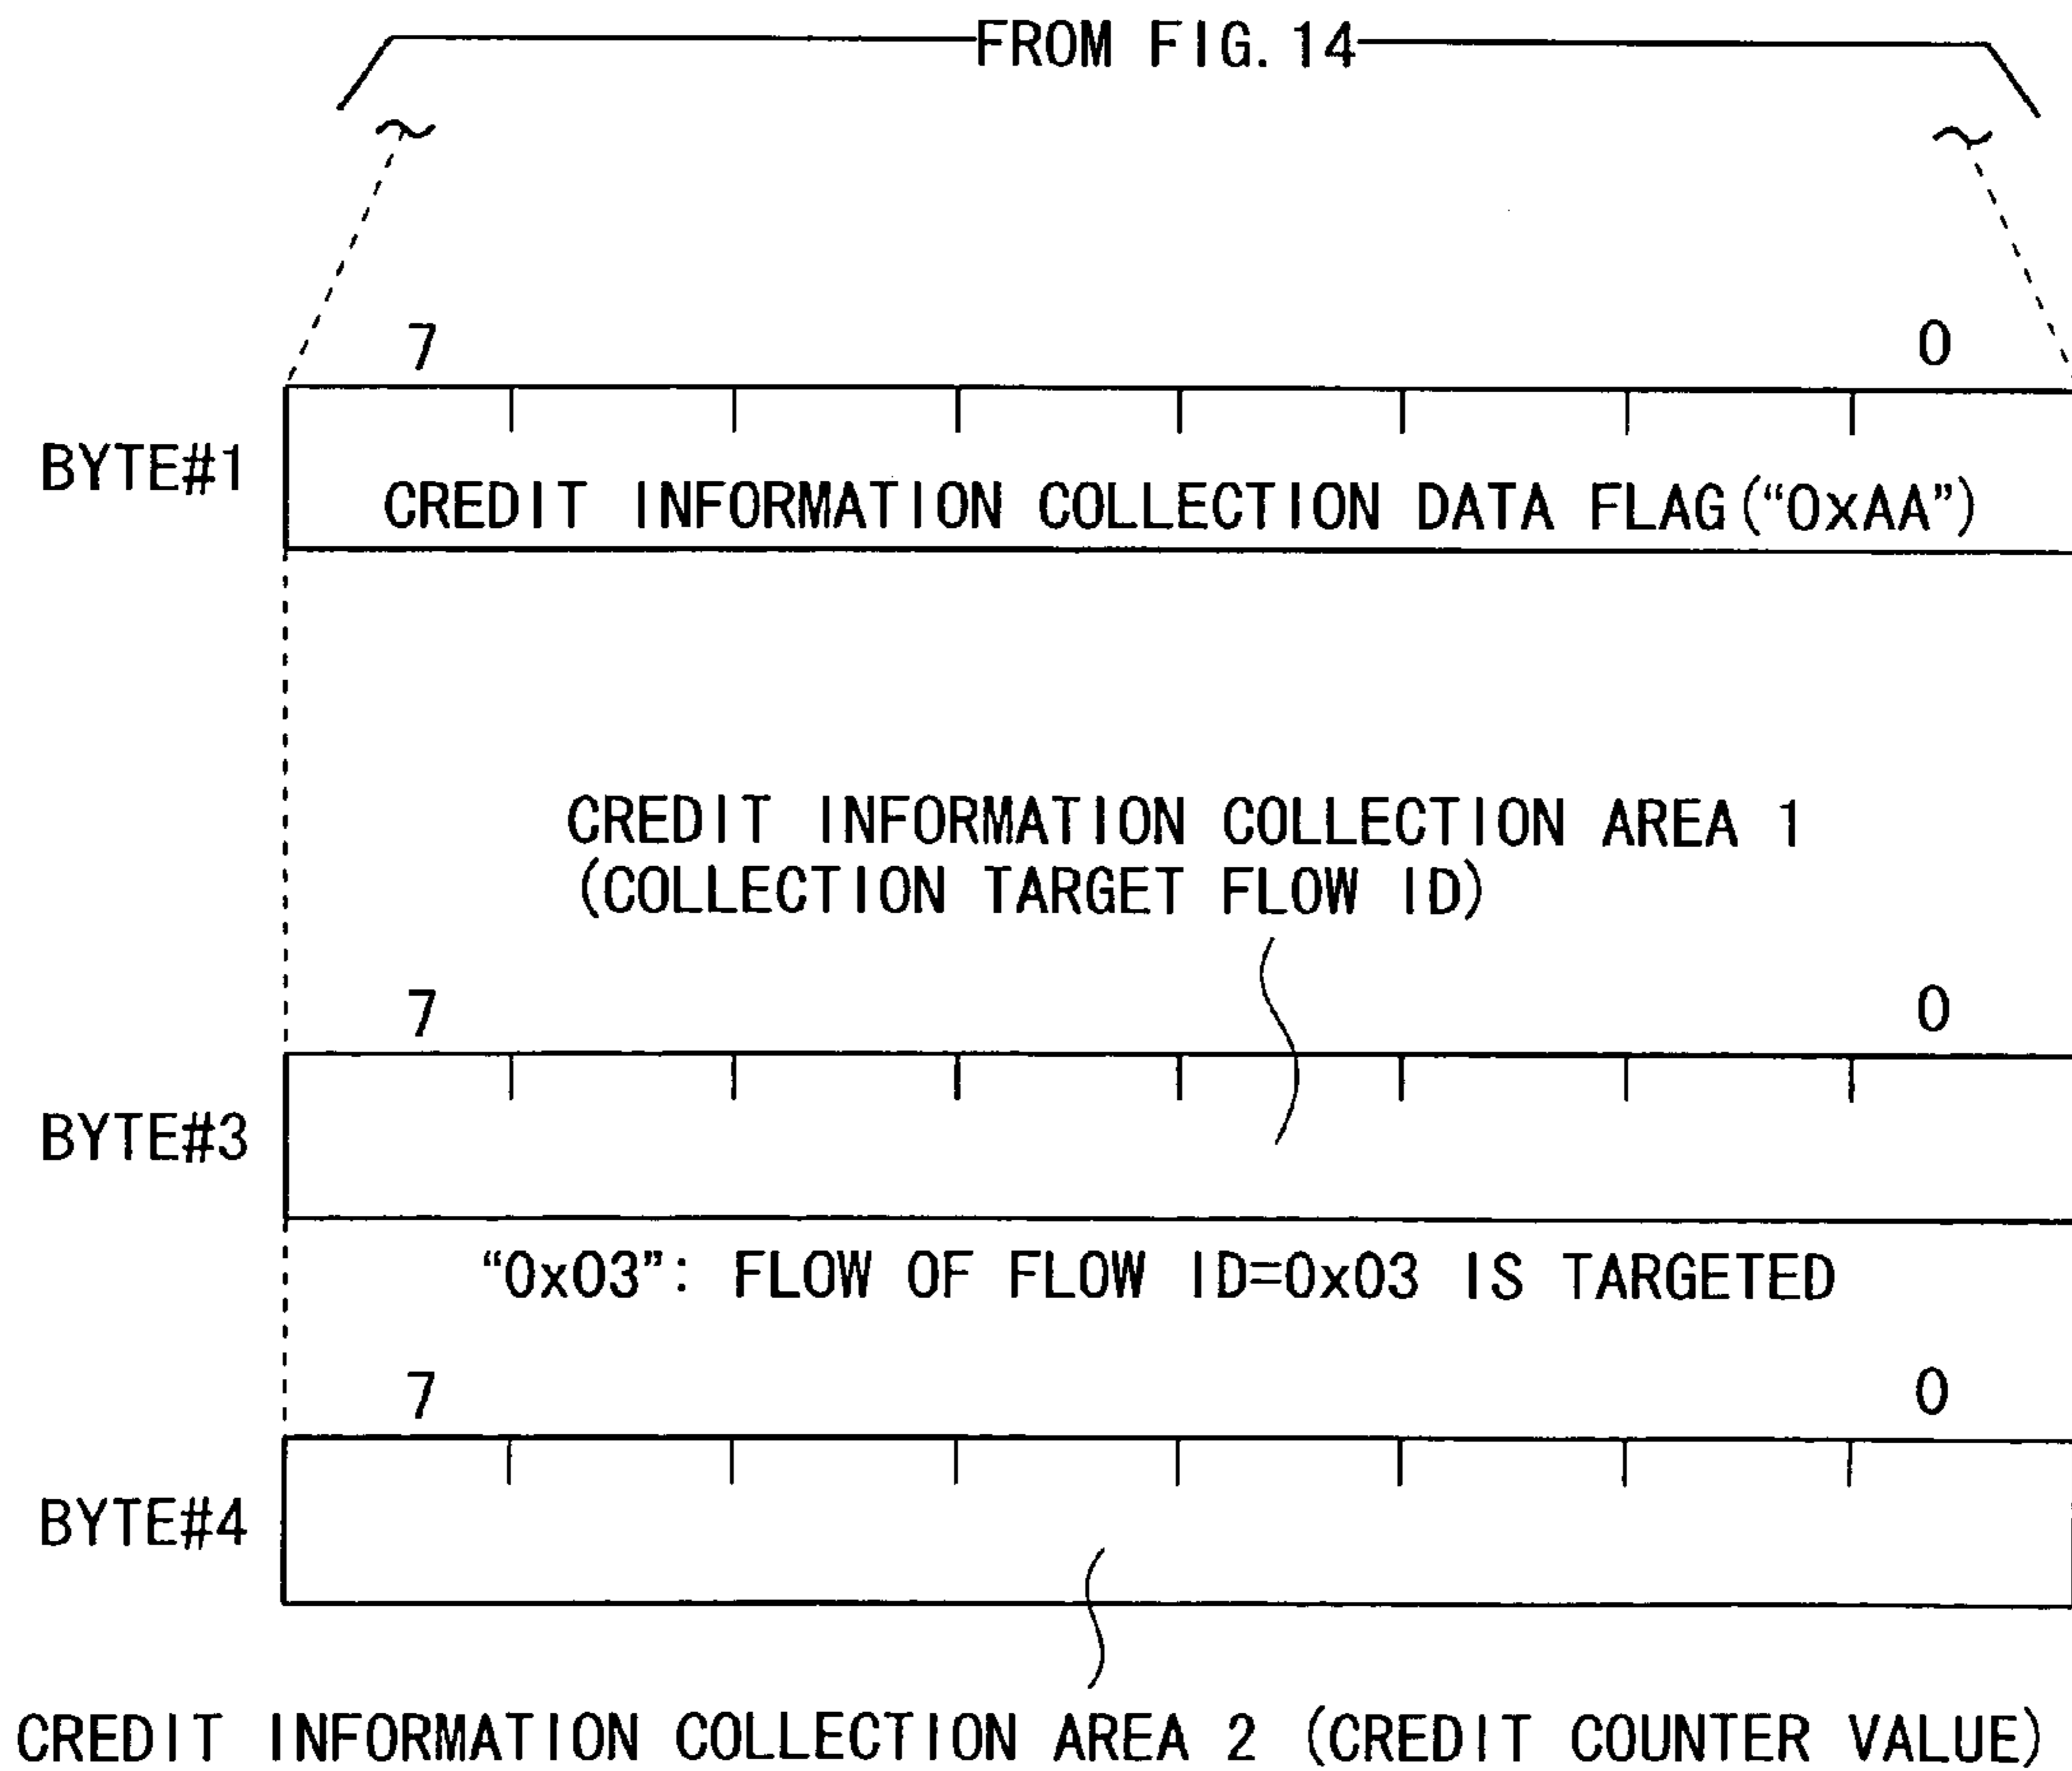 FROM FIG. 14
7 0
BYTE#1
CREDIT INFORMATION COLLECTION DATA FLAG(“0xAA”)
CREDIT INFORMATION COLLECTION AREA 1
(COLLECTION TARGET FLOW ID)
7 0
BYTE#3
“0x03”: FLOW OF FLOW ID=0x03 IS TARGETED
7 0
BYTE#4
CREDIT INFORMATION COLLECTION AREA 2 (CREDIT COUNTER VALUE)